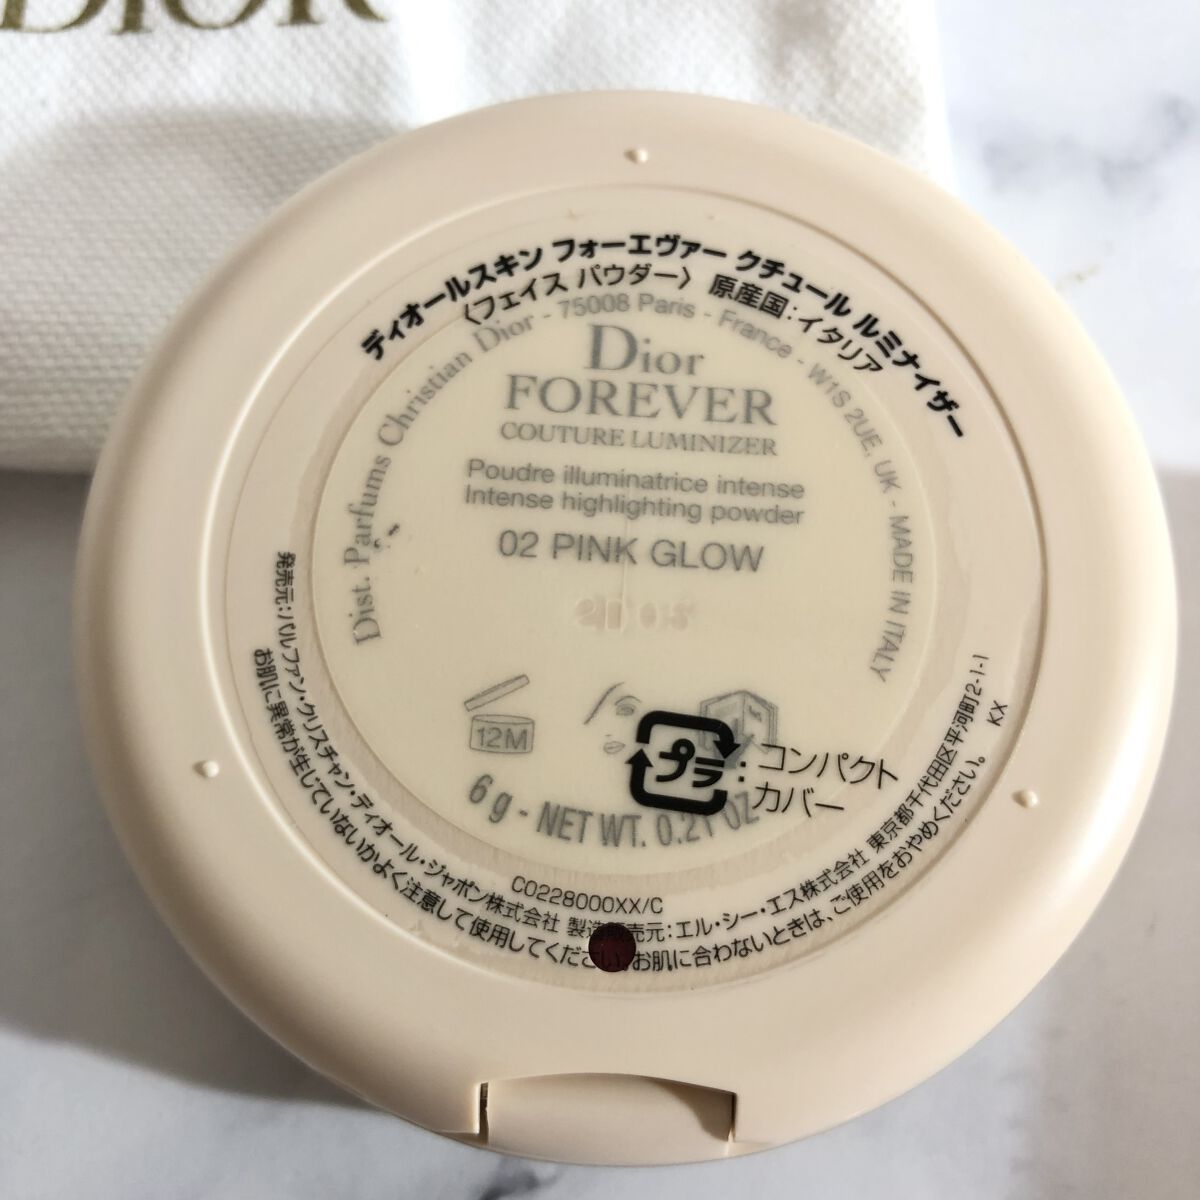 DIOR
ディオールスキン フォーエヴァー クチュール ルミナイザー
〈フェイス パウダー〉 原産国:イタリア
Dist. Parfums Christian Dior - 75008 Paris - France - W1S 2UE, UK - MADE IN ITALY
Dior
FOREVER
COUTURE LUMINIZER
Poudre illuminatrice intense
Intense highlighting powder
02 PINK GLOW
12M
プラ
:コンパクト
カバー
6 g - NET WT. 0.21 OZ
C0228000XX/C
発売元:パルファン・クリスチャン・ディオール・ジャポン株式会社 製造販売元:エル・シー・エス株式会社 東京都千代田区平河町2-1-1
お肌に異常が生じていないかよく注意して使用してください。お肌に合わないときは、ご使用をおやめください。 KX